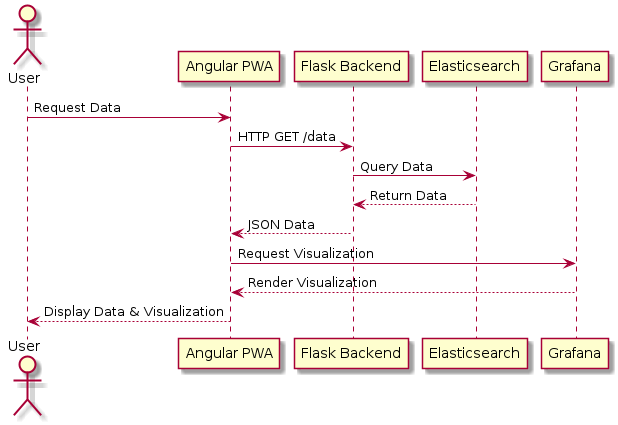 User
Angular PWA
Flask Backend
Elasticsearch
Grafana
Request Data
HTTP GET /data
Query Data
Return Data
JSON Data
Request Visualization
Render Visualization
Display Data & Visualization
User
Angular PWA
Flask Backend
Elasticsearch
Grafana